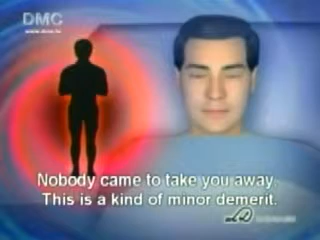 DMC
www.dmc.tv
Nobody came to take you away.
This is a kind of minor demerit.